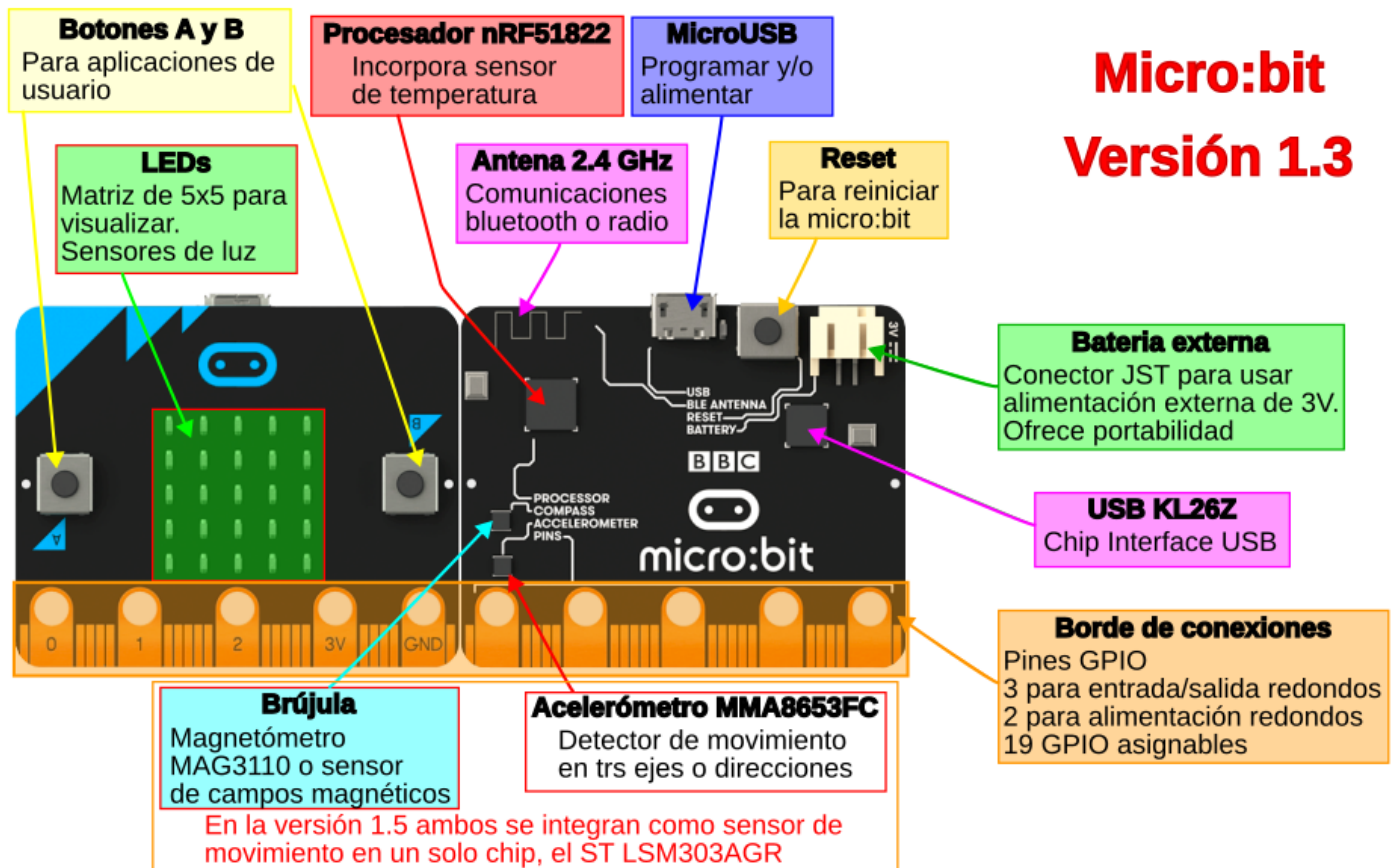 Botones A y B
Para aplicaciones de
usuario
Procesador nRF51822
Incorpora sensor
de temperatura
MicroUSB
Programar y/o
alimentar
Micro:bit
Versión 1.3
LEDs
Matriz de 5x5 para
visualizar.
Sensores de luz
Antena 2.4 GHz
Comunicaciones
bluetooth o radio
Reset
Para reiniciar
la micro:bit
Bateria externa
Conector JST para usar
alimentación externa de 3V.
Ofrece portabilidad
3V
USB
BLE ANTENNA
RESET
BATTERY
B
A
BBC
micro:bit
PROCESSOR
COMPASS
ACCELEROMETER
PINS
USB KL26Z
Chip Interface USB
0 1 2 3V GND
Borde de conexiones
Pines GPIO
3 para entrada/salida redondos
2 para alimentación redondos
19 GPIO asignables
Brújula
Magnetómetro
MAG3110 o sensor
de campos magnéticos
Acelerómetro MMA8653FC
Detector de movimiento
en trs ejes o direcciones
En la versión 1.5 ambos se integran como sensor de
movimiento en un solo chip, el ST LSM303AGR